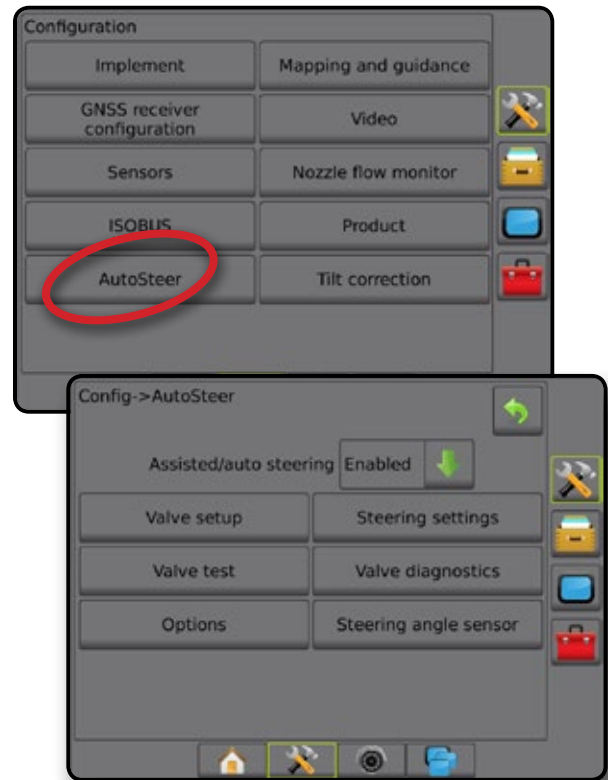 Configuration
Implement
Mapping and guidance
GNSS receiver
configuration
Video
Sensors
Nozzle flow monitor
ISOBUS
Product
AutoSteer
Tilt correction
Config->AutoSteer
Assisted/auto steering Enabled
Valve setup
Steering settings
Valve test
Valve diagnostics
Options
Steering angle sensor